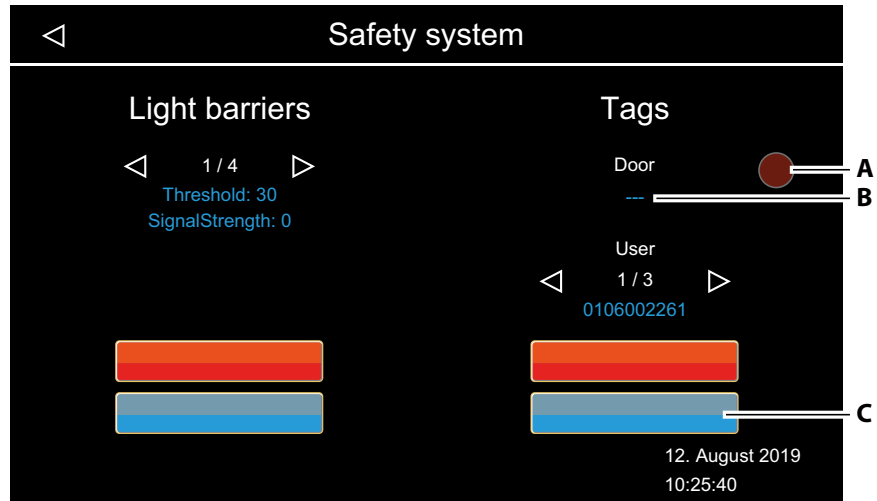 Safety system
Light barriers
1 / 4
Threshold: 30
SignalStrength: 0
Tags
Door
---
User
1 / 3
0106002261
12. August 2019
10:25:40
A
B
C